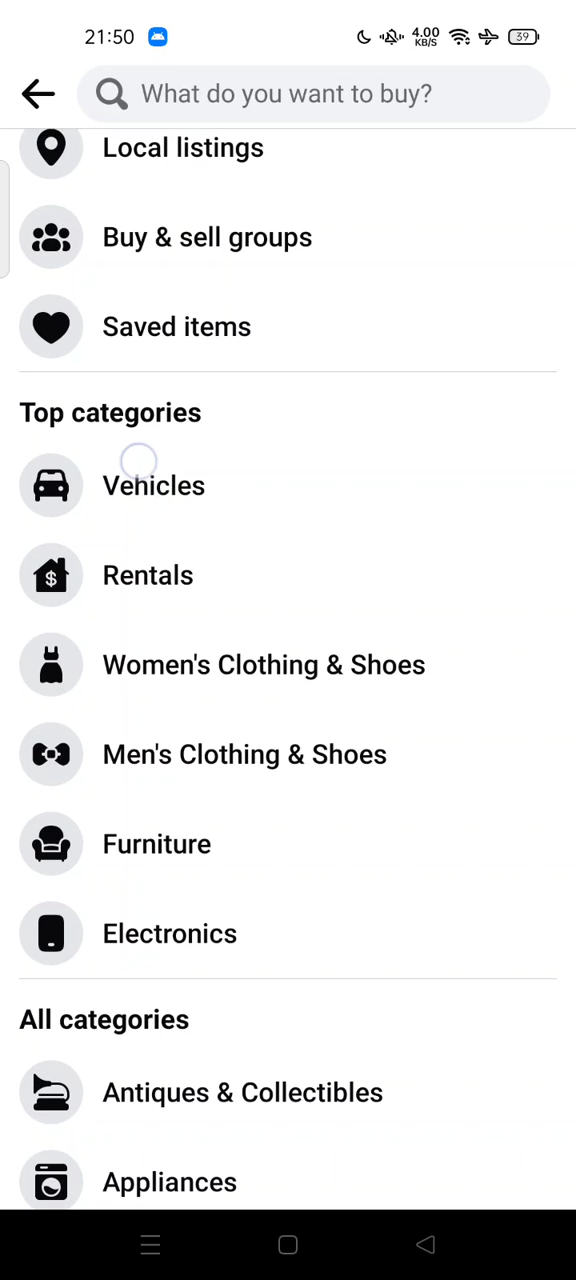 21:50
4.00
KB/S
39
What do you want to buy?
Local listings
Buy & sell groups
Saved items
Top categories
Vehicles
$
Rentals
Women's Clothing & Shoes
Men's Clothing & Shoes
Furniture
Electronics
All categories
Antiques & Collectibles
Appliances